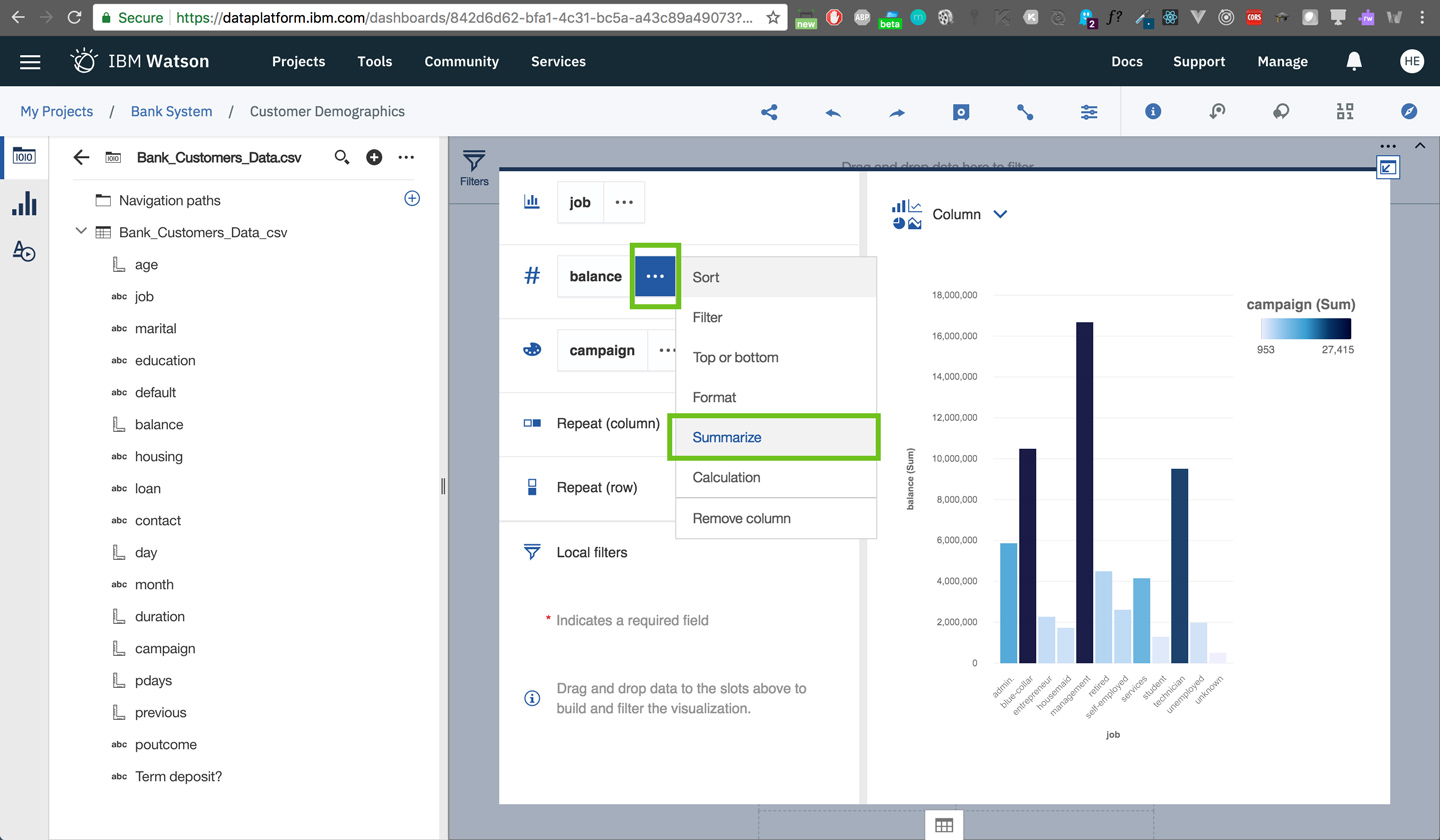 Secure https://dataplatform.ibm.com/dashboards/842d6d62-bfa1-4c31-bc5a-a43c89a49073?...
new
ABP
beta
m
K
2
f?
CORS
rw
IBM Watson
Projects
Tools
Community
Services
Docs
Support
Manage
HE
My Projects / Bank System / Customer Demographics
Bank_Customers_Data.csv
Navigation paths
Bank_Customers_Data_csv
age
abc job
abc marital
abc education
abc default
balance
abc housing
abc loan
abc contact
day
abc month
duration
campaign
pdays
previous
abc poutcome
abc Term deposit?
Filters
Drag and drop data here to filter
job
# balance
campaign
Repeat (column)
Repeat (row)
Local filters
* Indicates a required field
Drag and drop data to the slots above to
build and filter the visualization.
Sort
Filter
Top or bottom
Format
Summarize
Calculation
Remove column
Column
18,000,000
16,000,000
14,000,000
12,000,000
10,000,000
8,000,000
6,000,000
4,000,000
2,000,000
0
balance (Sum)
admin.
blue-collar
entrepreneur
housemaid
management
retired
self-employed
services
student
technician
unemployed
unknown
job
campaign (Sum)
953 27,415